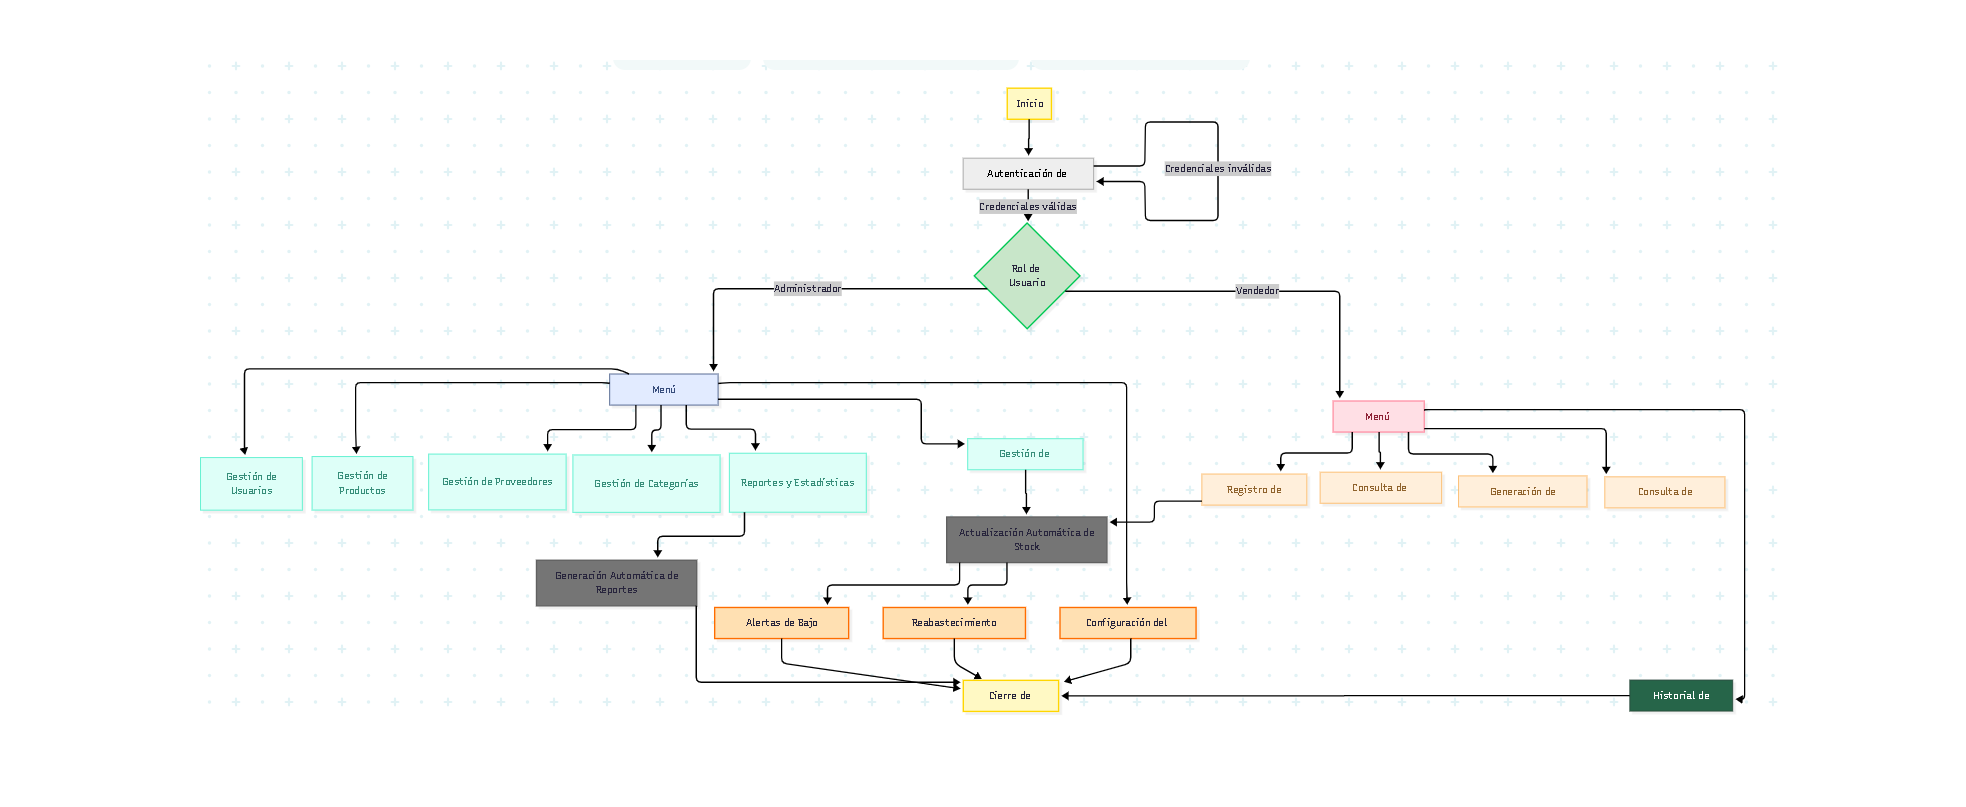 Inicio
Autenticación de
Credenciales inválidas
Credenciales válidas
Rol de
Usuario
Administrador
Vendedor
Menú
Menú
Gestión de
Usuarios
Gestión de
Productos
Gestión de Proveedores
Gestión de Categorías
Reportes y Estadísticas
Gestión de
Registro de
Consulta de
Generación de
Consulta de
Actualización Automática de
Stock
Generación Automática de
Reportes
Alertas de Bajo
Reabastecimiento
Configuración del
Cierre de
Historial de